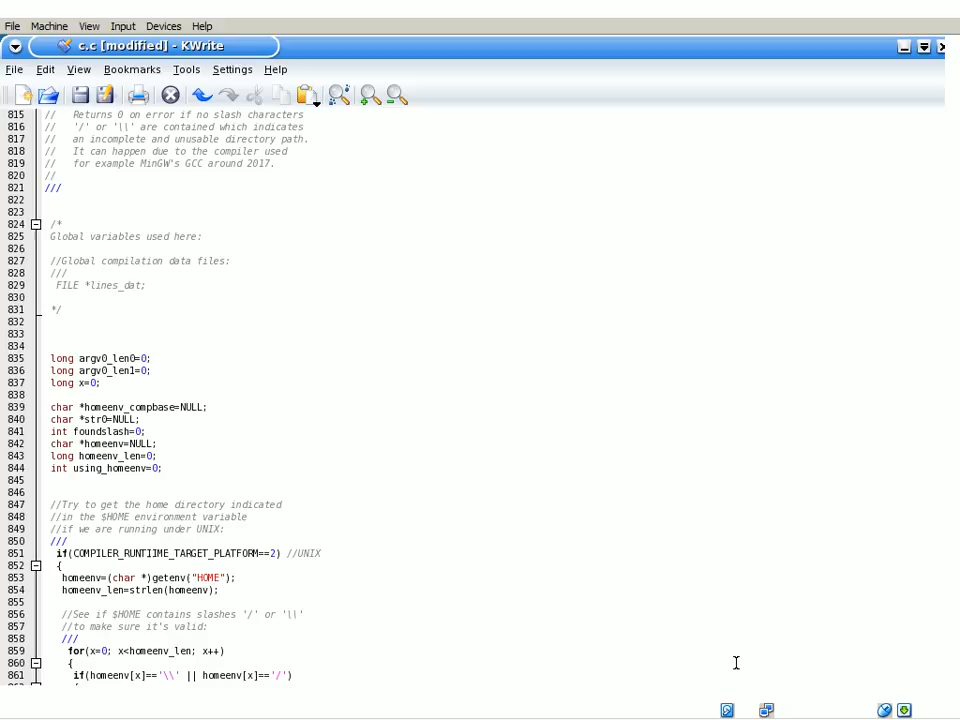 File Machine View Input Devices Help
c.c [modified] - KWrite
File Edit View Bookmarks Tools Settings Help
815 // Returns 0 on error if no slash characters
816 // '/' or '\\' are contained which indicates
817 // an incomplete and unusable directory path.
818 // It can happen due to the compiler used
819 // for example MinGW's GCC around 2017.
820 //
821 ///
822
823
824 /*
825 Global variables used here:
826
827 //Global compilation data files:
828 ///
829 FILE *lines_dat;
830
831 */
832
833
834
835 long argv0_len0=0;
836 long argv0_len1=0;
837 long x=0;
838
839 char *homeenv_compbase=NULL;
840 char *str0=NULL;
841 int foundslash=0;
842 char *homeenv=NULL;
843 long homeenv_len=0;
844 int using_homeenv=0;
845
846
847 //Try to get the home directory indicated
848 //in the $HOME environment variable
849 //if we are running under UNIX:
850 ///
851 if(COMPILER_RUNTIIME_TARGET_PLATFORM==2) //UNIX
852 {
853 homeenv=(char *)getenv("HOME");
854 homeenv_len=strlen(homeenv);
855
856 //See if $HOME contains slashes '/' or '\\'
857 //to make sure it's valid:
858 ///
859 for(x=0; x<homeenv_len; x++)
860 {
861 if(homeenv[x]=='\\' || homeenv[x]=='/')